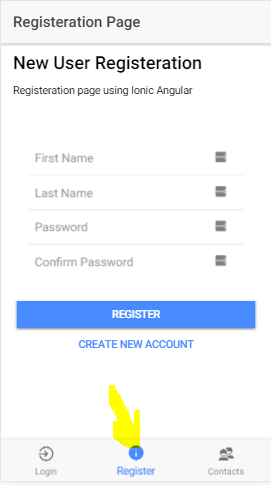 Registeration Page
New User Registeration
Registeration page using Ionic Angular
First Name
Last Name
Password
Confirm Password
REGISTER
CREATE NEW ACCOUNT
Login
Register
Contacts